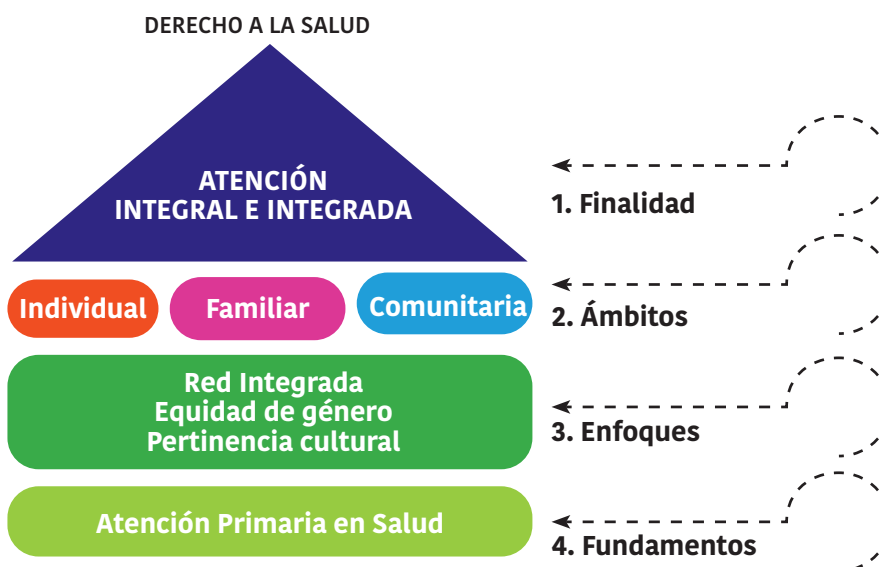 DERECHO A LA SALUD
ATENCIÓN
INTEGRAL E INTEGRADA
1. Finalidad
Individual
Familiar
Comunitaria
2. Ámbitos
Red Integrada
Equidad de género
Pertinencia cultural
3. Enfoques
Atención Primaria en Salud
4. Fundamentos